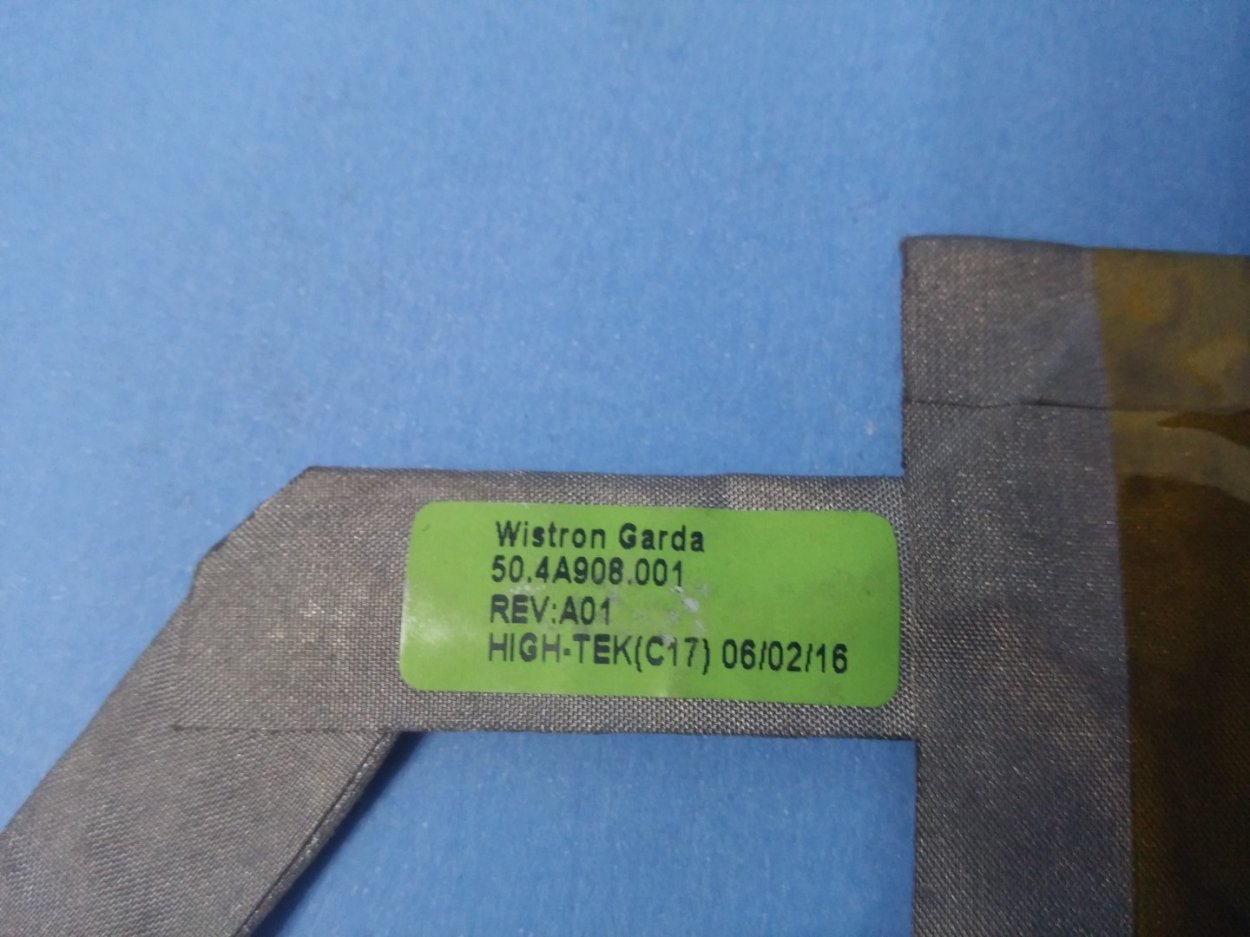 Wistron Garda
50.4A908.001
REV:A01
HIGH-TEK(C17) 06/02/16